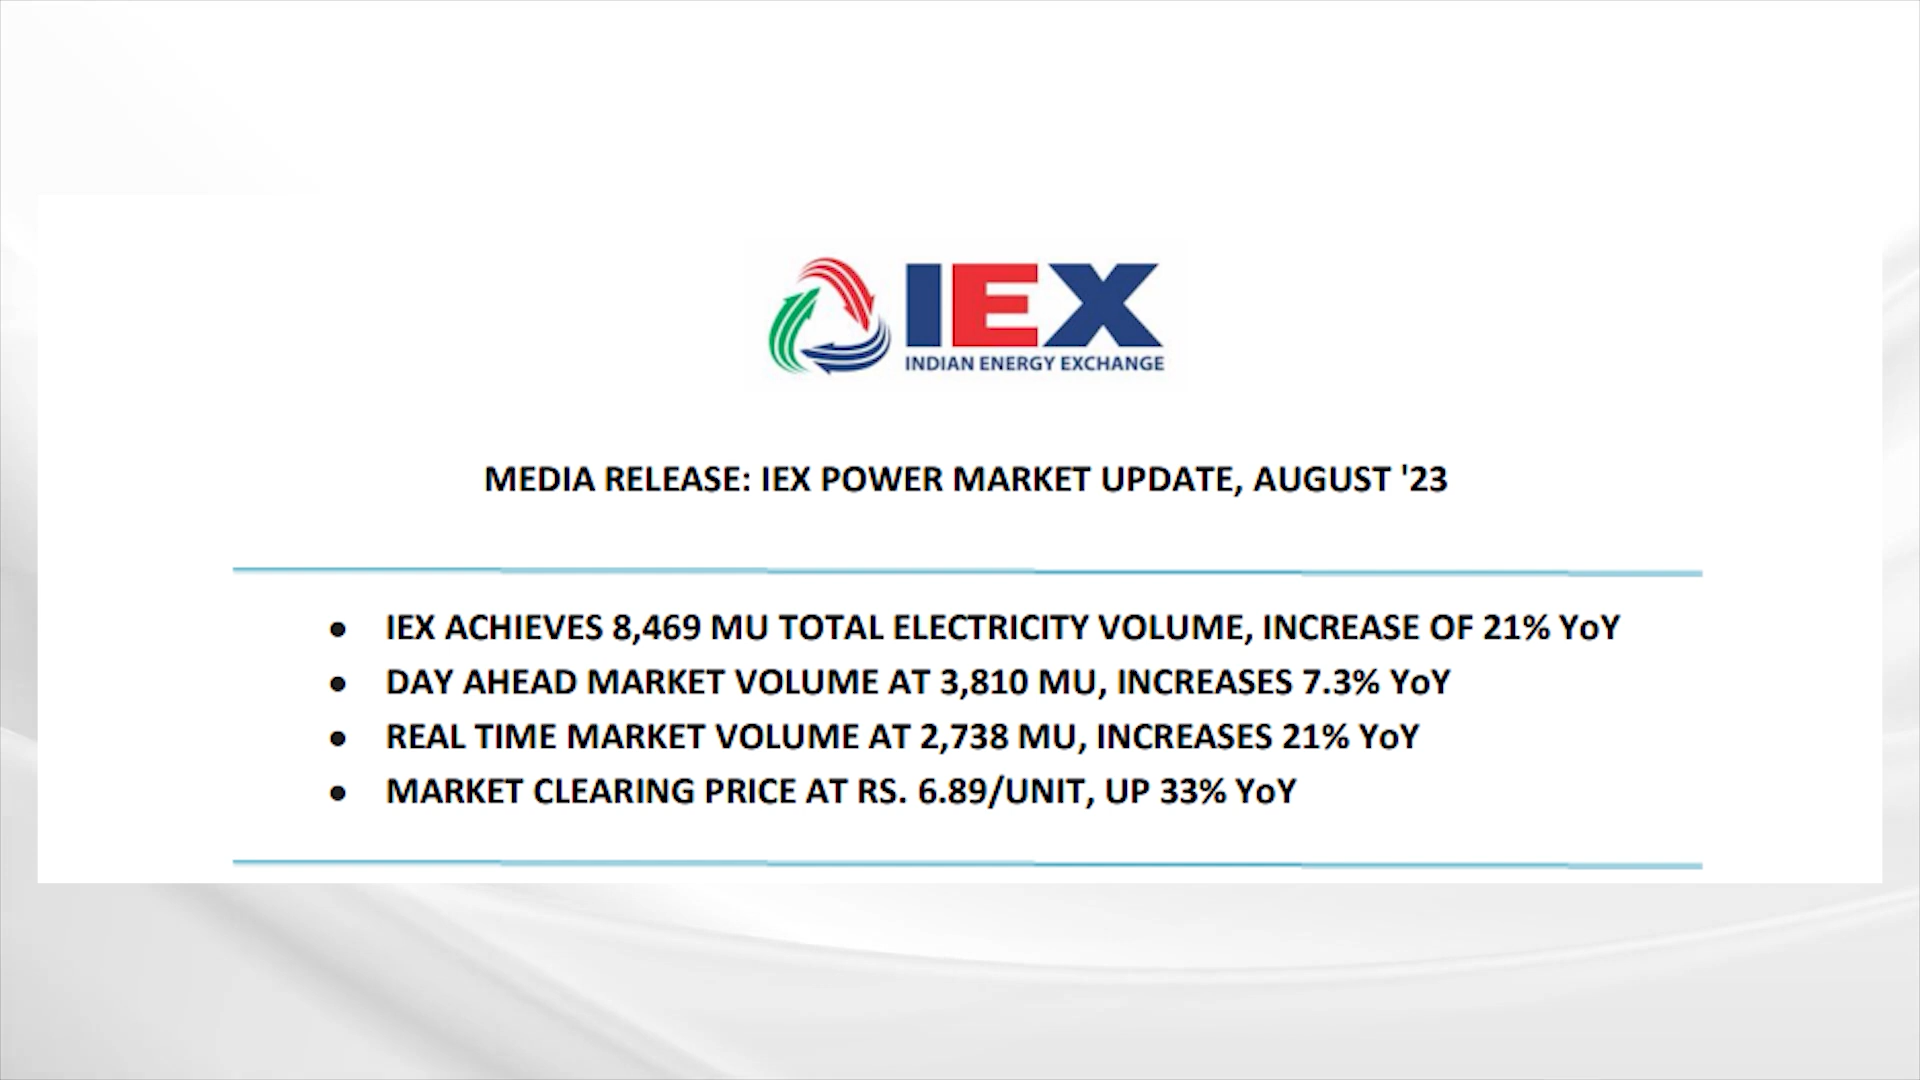 IEX
INDIAN ENERGY EXCHANGE
MEDIA RELEASE: IEX POWER MARKET UPDATE, AUGUST '23
● IEX ACHIEVES 8,469 MU TOTAL ELECTRICITY VOLUME, INCREASE OF 21% YoY
● DAY AHEAD MARKET VOLUME AT 3,810 MU, INCREASES 7.3% YoY
● REAL TIME MARKET VOLUME AT 2,738 MU, INCREASES 21% YoY
● MARKET CLEARING PRICE AT RS. 6.89/UNIT, UP 33% YoY